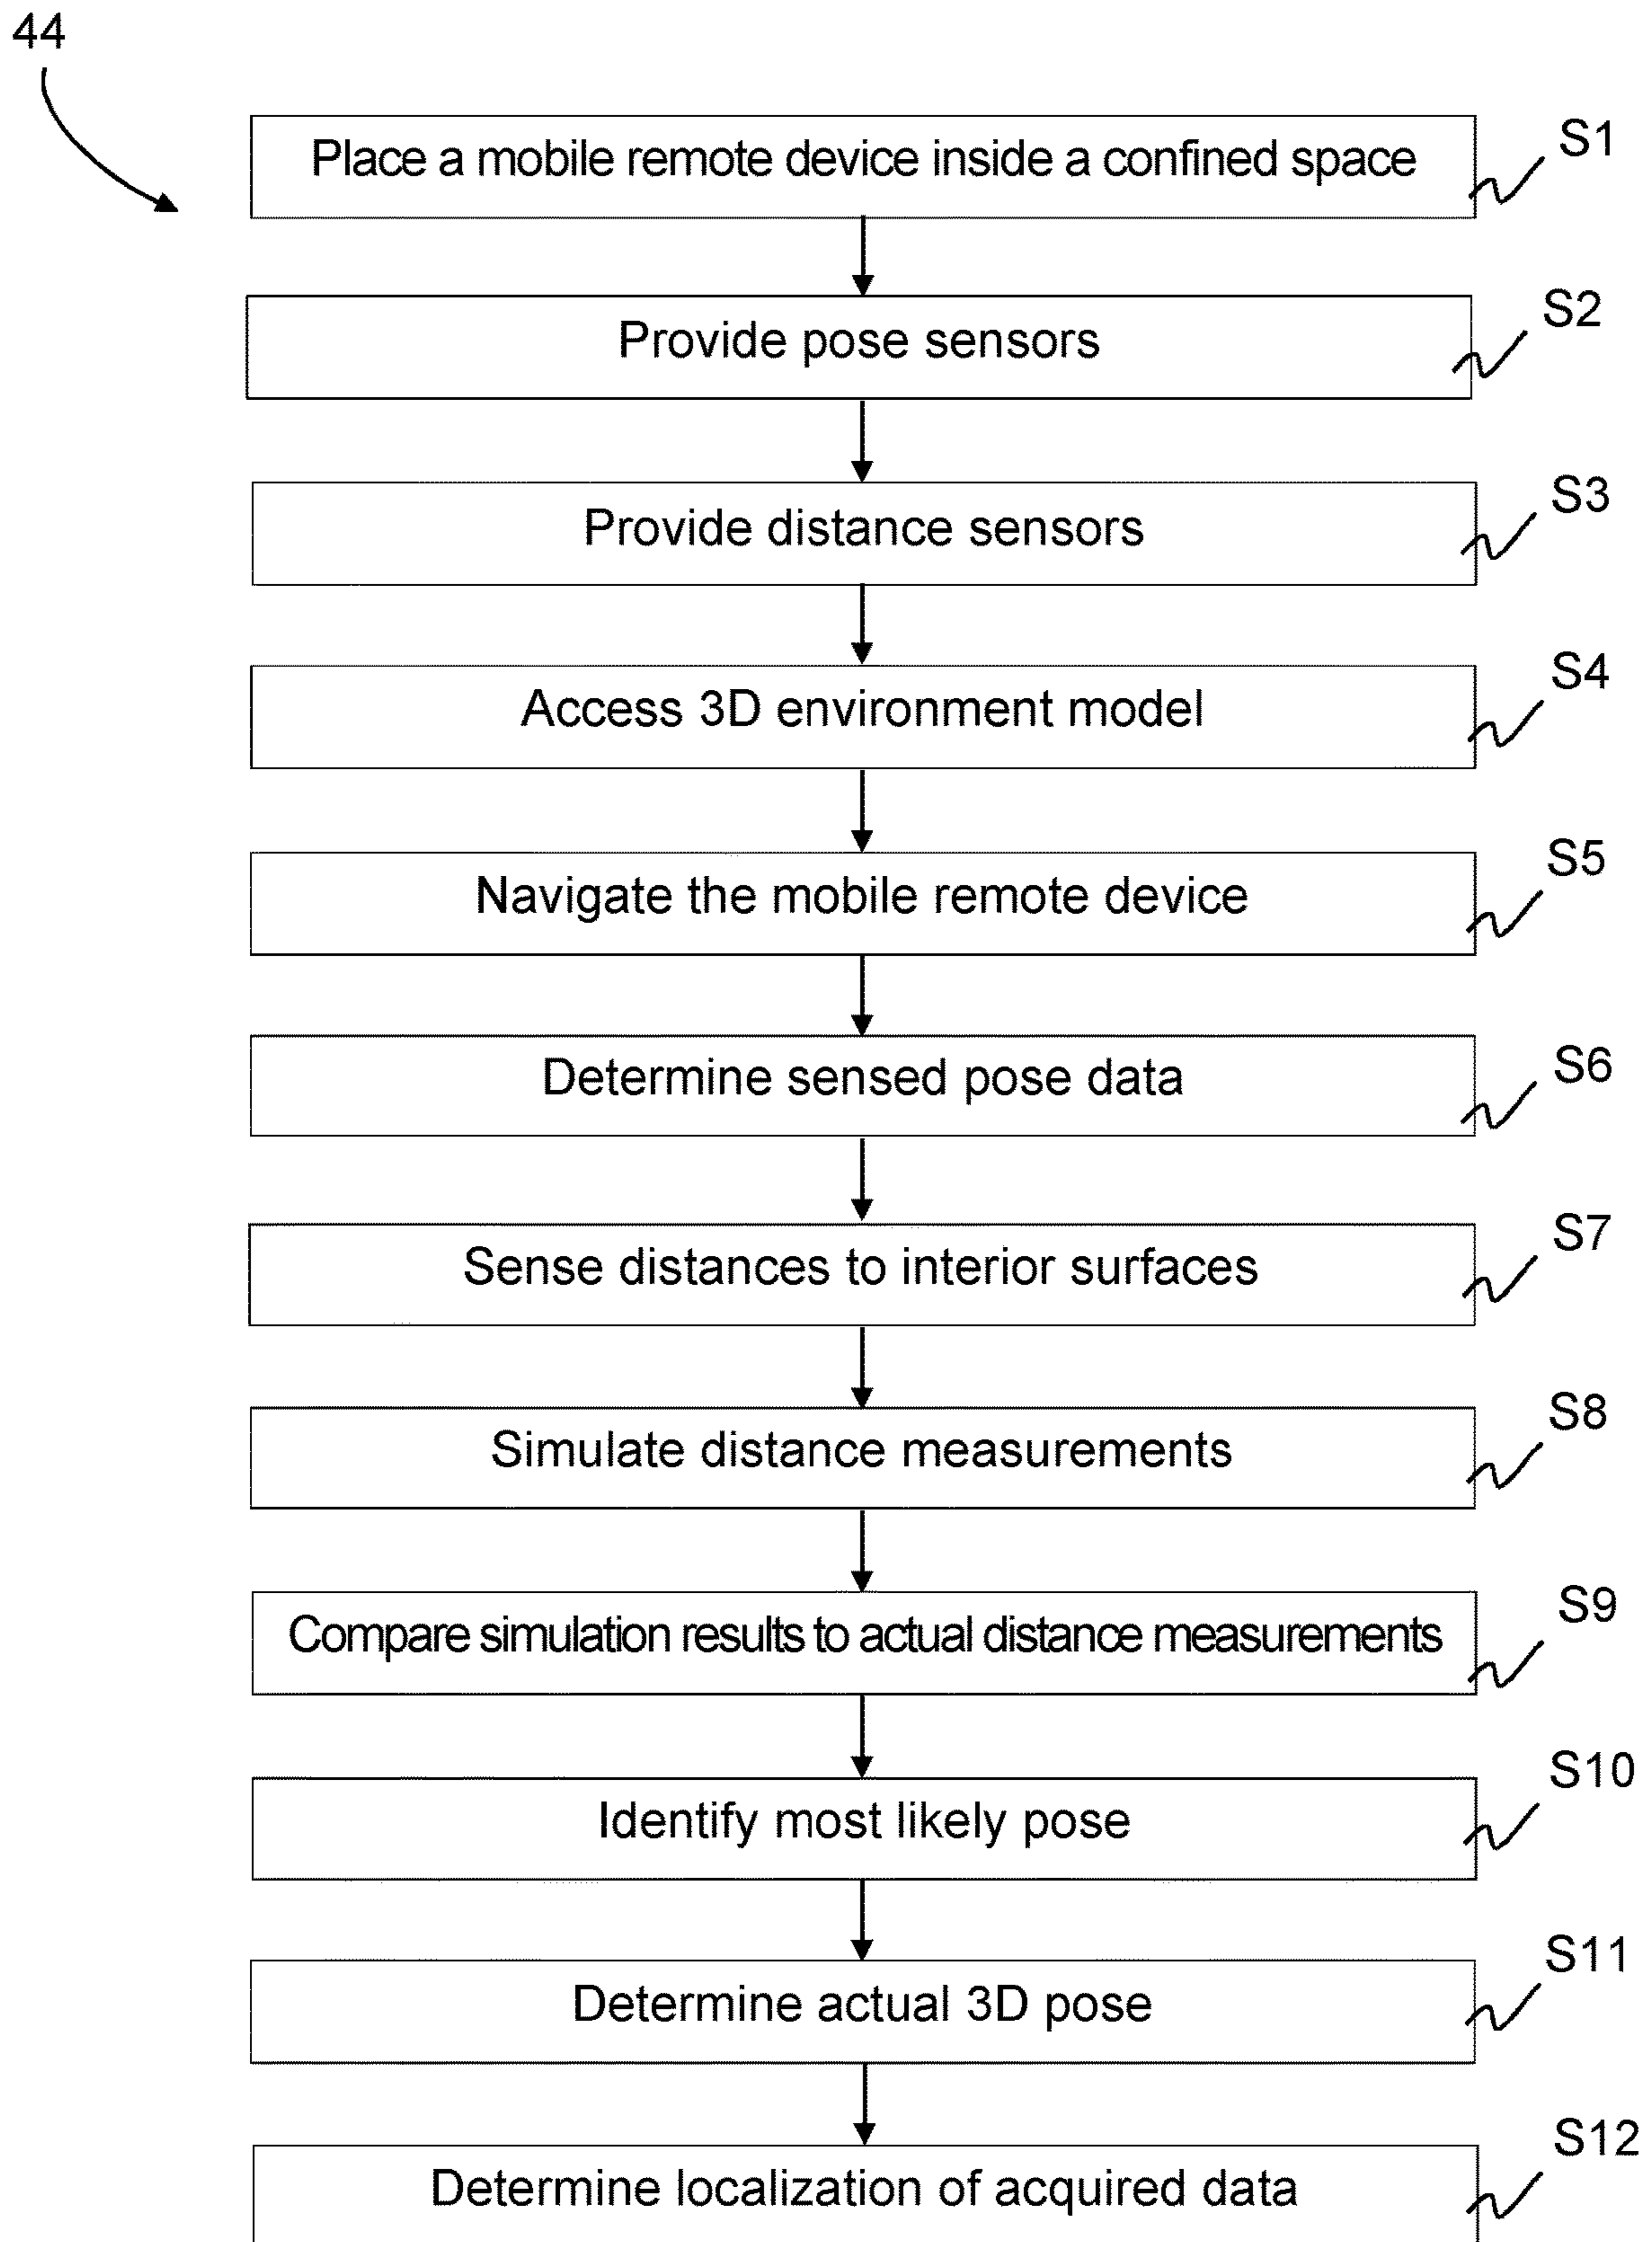 44
Place a mobile remote device inside a confined space
S1
Provide pose sensors
S2
Provide distance sensors
S3
Access 3D environment model
S4
Navigate the mobile remote device
S5
Determine sensed pose data
S6
Sense distances to interior surfaces
S7
Simulate distance measurements
S8
Compare simulation results to actual distance measurements
S9
Identify most likely pose
S10
Determine actual 3D pose
S11
Determine localization of acquired data
S12